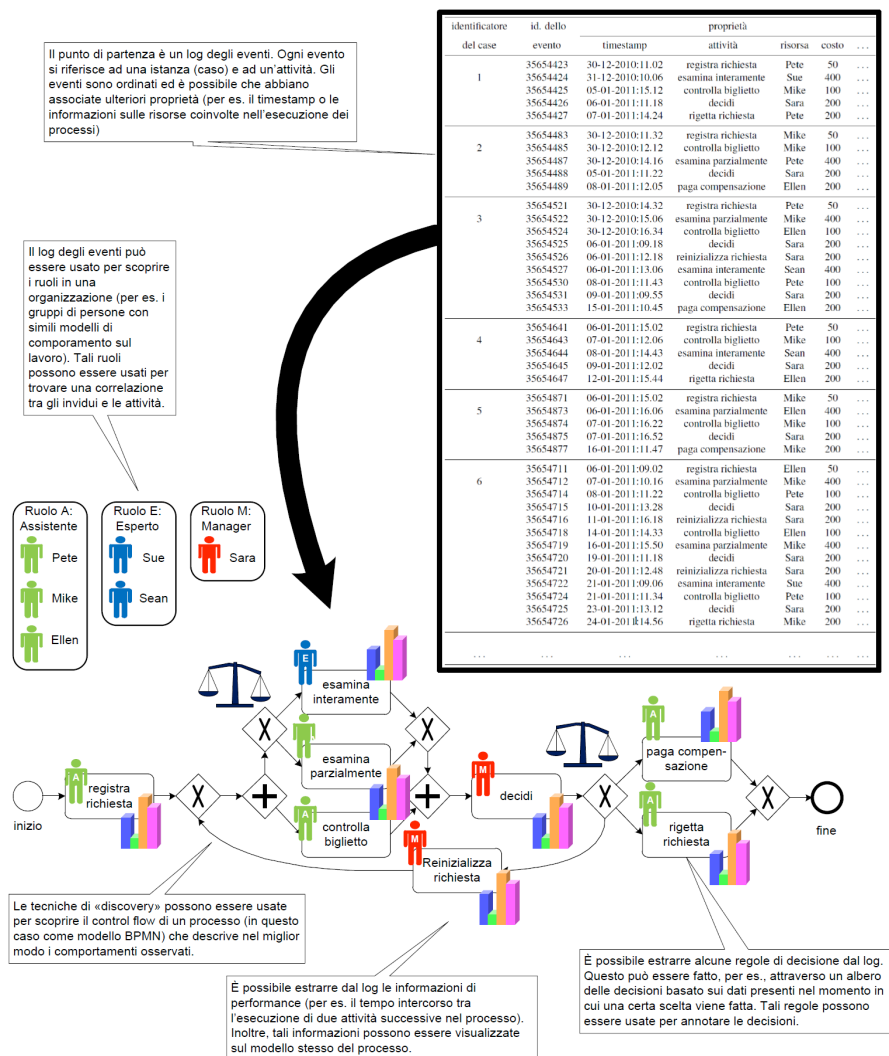 Il punto di partenza è un log degli eventi. Ogni evento
si riferisce ad una istanza (caso) e ad un'attività. Gli
eventi sono ordinati ed è possibile che abbiano
associate ulteriori proprietà (per es. il timestamp o le
informazioni sulle risorse coinvolte nell'esecuzione dei
processi)
identificatore id. dello proprietà
del case evento timestamp attività risorsa costo ...
35654423 30-12-2010:11.02 registra richiesta Pete 50 ...
1 35654424 31-12-2010:10.06 esamina interamente Sue 400 ...
35654425 05-01-2011:15.12 controlla biglietto Mike 100 ...
35654426 06-01-2011:11.18 decidi Sara 200 ...
35654427 07-01-2011:14.24 rigetta richiesta Pete 200 ...
35654483 30-12-2010:11.32 registra richiesta Mike 50 ...
2 35654485 30-12-2010:12.12 controlla biglietto Mike 100 ...
35654487 30-12-2010:14.16 esamina parzialmente Pete 400 ...
35654488 05-01-2011:11.22 decidi Sara 200 ...
35654489 08-01-2011:12.05 paga compensazione Ellen 200 ...
35654521 30-12-2010:14.32 registra richiesta Pete 50 ...
3 35654522 30-12-2010:15.06 esamina parzialmente Mike 400 ...
35654524 30-12-2010:16.34 controlla biglietto Ellen 100 ...
35654525 06-01-2011:09.18 decidi Sara 200 ...
35654526 06-01-2011:12.18 reinizializza richiesta Sara 200 ...
35654527 06-01-2011:13.06 esamina interamente Sean 400 ...
35654530 08-01-2011:11.43 controlla biglietto Pete 100 ...
35654531 09-01-2011:09.55 decidi Sara 200 ...
35654533 15-01-2011:10.45 paga compensazione Ellen 200 ...
35654641 06-01-2011:15.02 registra richiesta Pete 50 ...
4 35654643 07-01-2011:12.06 controlla biglietto Mike 100 ...
35654644 08-01-2011:14.43 esamina interamente Sean 400 ...
35654645 09-01-2011:12.02 decidi Sara 200 ...
35654647 12-01-2011:15.44 rigetta richiesta Ellen 200 ...
35654871 06-01-2011:15.02 registra richiesta Mike 50 ...
5 35654873 06-01-2011:16.06 esamina parzialmente Ellen 400 ...
35654874 07-01-2011:16.22 controlla biglietto Mike 100 ...
35654875 07-01-2011:16.52 decidi Sara 200 ...
35654877 16-01-2011:11.47 paga compensazione Mike 200 ...
35654711 06-01-2011:09.02 registra richiesta Ellen 50 ...
6 35654712 07-01-2011:10.16 esamina parzialmente Mike 400 ...
35654714 08-01-2011:11.22 controlla biglietto Pete 100 ...
35654715 10-01-2011:13.28 decidi Sara 200 ...
35654716 11-01-2011:16.18 reinizializza richiesta Sara 200 ...
35654718 14-01-2011:14.33 controlla biglietto Ellen 100 ...
35654719 16-01-2011:15.50 esamina parzialmente Mike 400 ...
35654720 19-01-2011:11.18 decidi Sara 200 ...
35654721 20-01-2011:12.48 reinizializza richiesta Sara 200 ...
35654722 21-01-2011:09.06 esamina interamente Sue 400 ...
35654724 21-01-2011:11.34 controlla biglietto Pete 100 ...
35654725 23-01-2011:13.12 decidi Sara 200 ...
35654726 24-01-2011:14.56 rigetta richiesta Mike 200 ...
... ... ... ... ... ... ...
Il log degli eventi può
essere usato per scoprire
i ruoli in una
organizzazione (per es. i
gruppi di persone con
simili modelli di
comporamento sul
lavoro). Tali ruoli
possono essere usati per
trovare una correlazione
tra gli invidui e le attività.
Ruolo A:
Assistente
Pete
Mike
Ellen
Ruolo E:
Esperto
Sue
Sean
Ruolo M:
Manager
Sara
inizio
A
registra
richiesta
X
+
X
E
esamina
interamente
esamina
parzialmente
A
controlla
biglietto
X
+
M
decidi
M
Reinizializza
richiesta
X
A
paga compen-
sazione
A
rigetta
richiesta
X
fine
Le tecniche di «discovery» possono essere usate
per scoprire il control flow di un processo (in questo
caso come modello BPMN) che descrive nel miglior
modo i comportamenti osservati.
È possibile estrarre dal log le informazioni di
performance (per es. il tempo intercorso tra
l'esecuzione di due attività successive nel processo).
Inoltre, tali informazioni possono essere visualizzate
sul modello stesso del processo.
È possibile estrarre alcune regole di decisione dal log.
Questo può essere fatto, per es., attraverso un albero
delle decisioni basato sui dati presenti nel momento in
cui una certa scelta viene fatta. Tali regole possono
essere usate per annotare le decisioni.